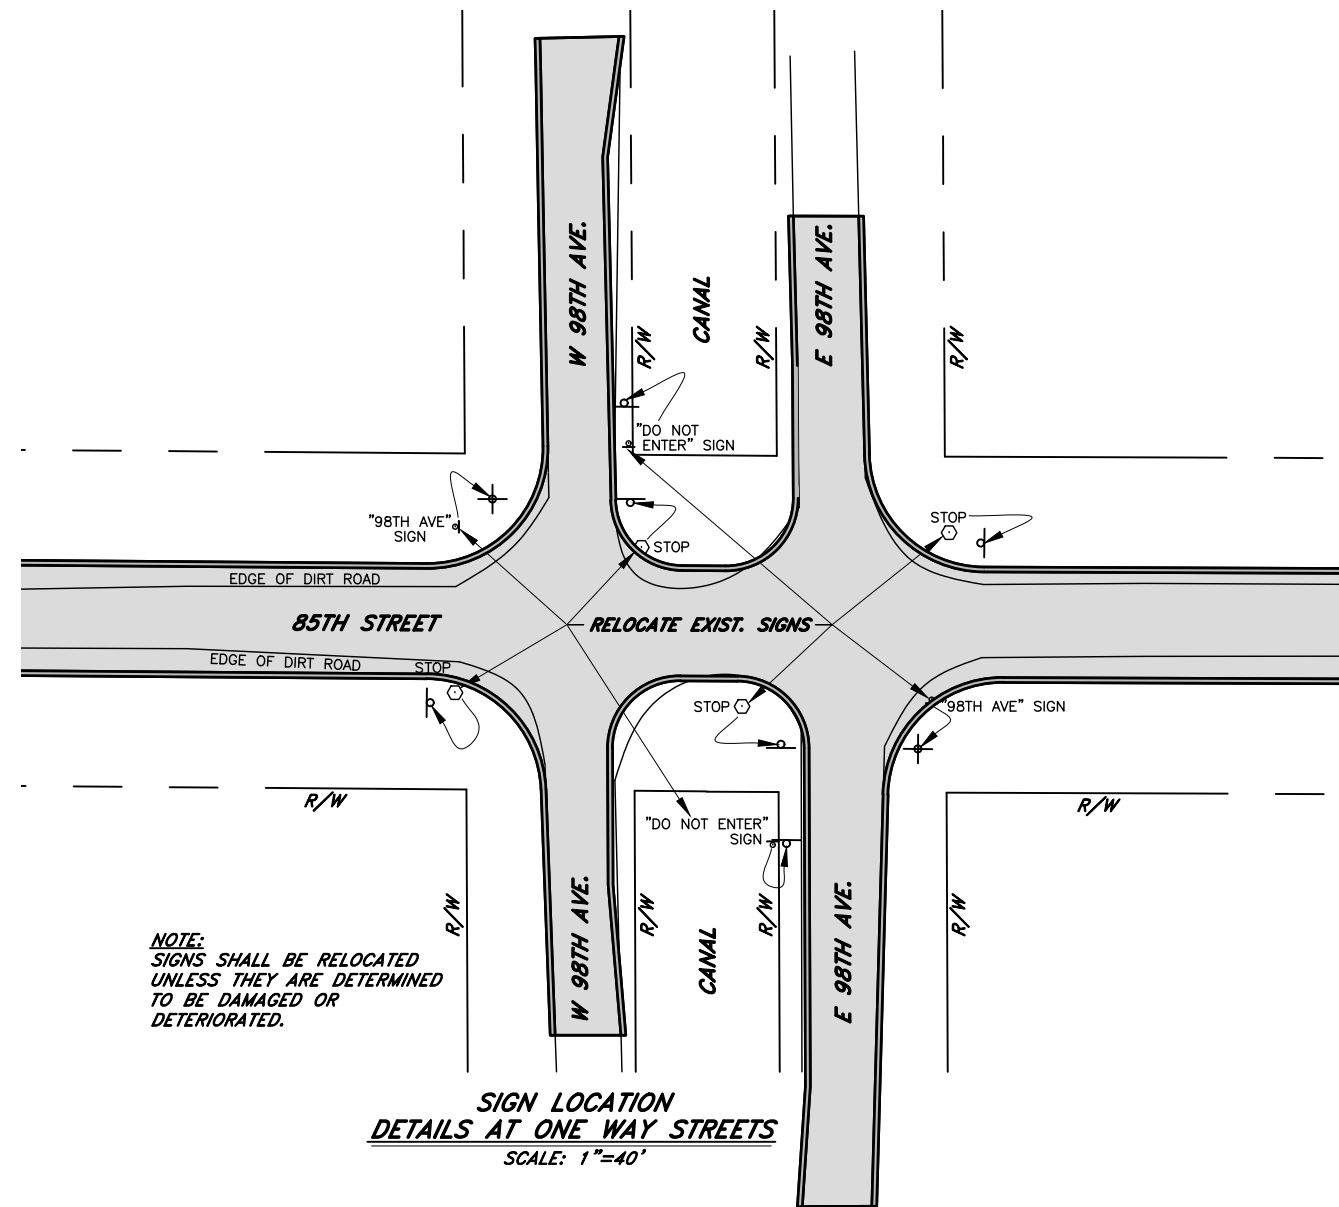 W 98TH AVE.
E 98TH AVE.
CANAL
R/W
R/W
R/W
"DO NOT
ENTER" SIGN
"98TH AVE"
SIGN
STOP
STOP
EDGE OF DIRT ROAD
85TH STREET
RELOCATE EXIST. SIGNS
EDGE OF DIRT ROAD
STOP
STOP
"98TH AVE" SIGN
R/W
R/W
"DO NOT ENTER"
SIGN
R/W
R/W
R/W
R/W
W 98TH AVE.
CANAL
E 98TH AVE.
NOTE:
SIGNS SHALL BE RELOCATED
UNLESS THEY ARE DETERMINED
TO BE DAMAGED OR
DETERIORATED.
SIGN LOCATION
DETAILS AT ONE WAY STREETS
SCALE: 1"=40'